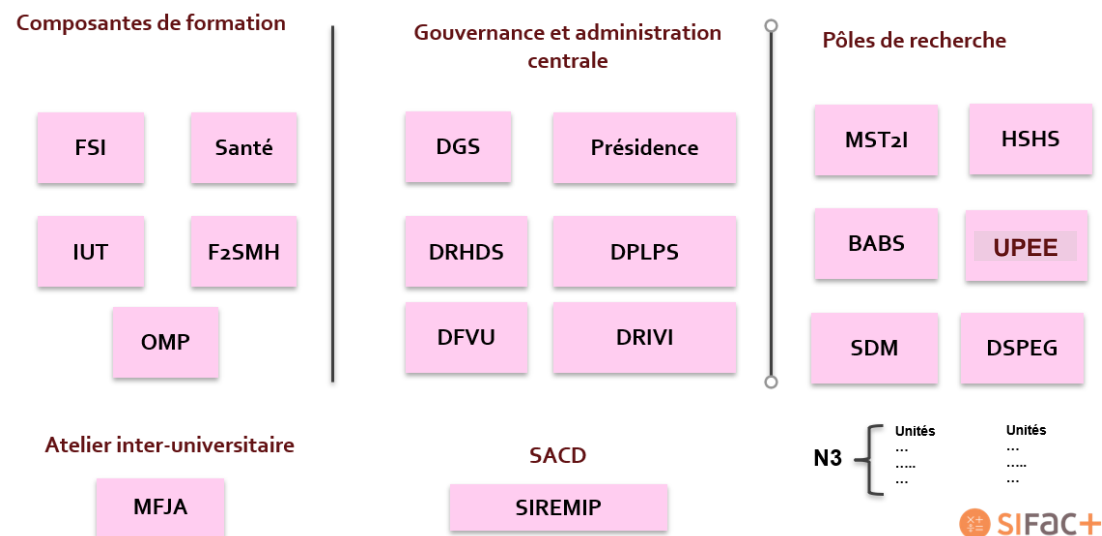 Composantes de formation
FSI
Santé
IUT
F2SMH
OMP
Gouvernance et administration
centrale
DGS
Présidence
DRHDS
DPLPS
DFVU
DRIVI
Pôles de recherche
MST2I
HSHS
BABS
UPEE
SDM
DSPEG
N3
Unités
...
.....
...
Unités
...
.....
...
Atelier inter-universitaire
MFJA
SACD
SIREMIP
SIFAC+